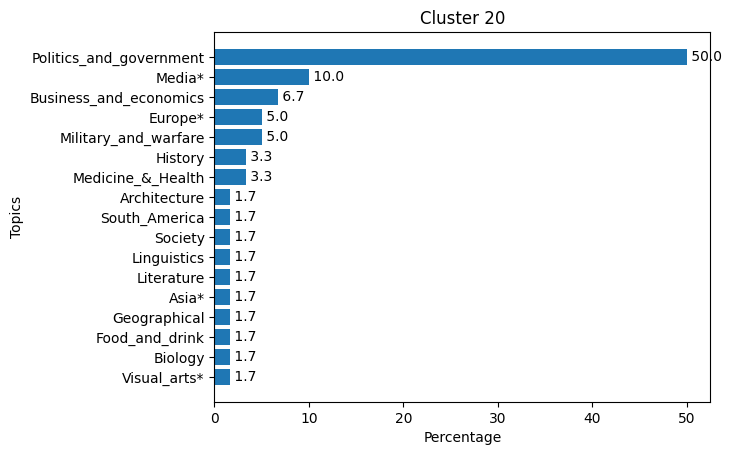 Cluster 20
Politics_and_government 50.0
Media* 10.0
Business_and_economics 6.7
Europe* 5.0
Military_and_warfare 5.0
History 3.3
Medicine_&_Health 3.3
Architecture 1.7
South_America 1.7
Society 1.7
Linguistics 1.7
Literature 1.7
Asia* 1.7
Geographical 1.7
Food_and_drink 1.7
Biology 1.7
Visual_arts* 1.7
Topics
0 10 20 30 40 50
Percentage